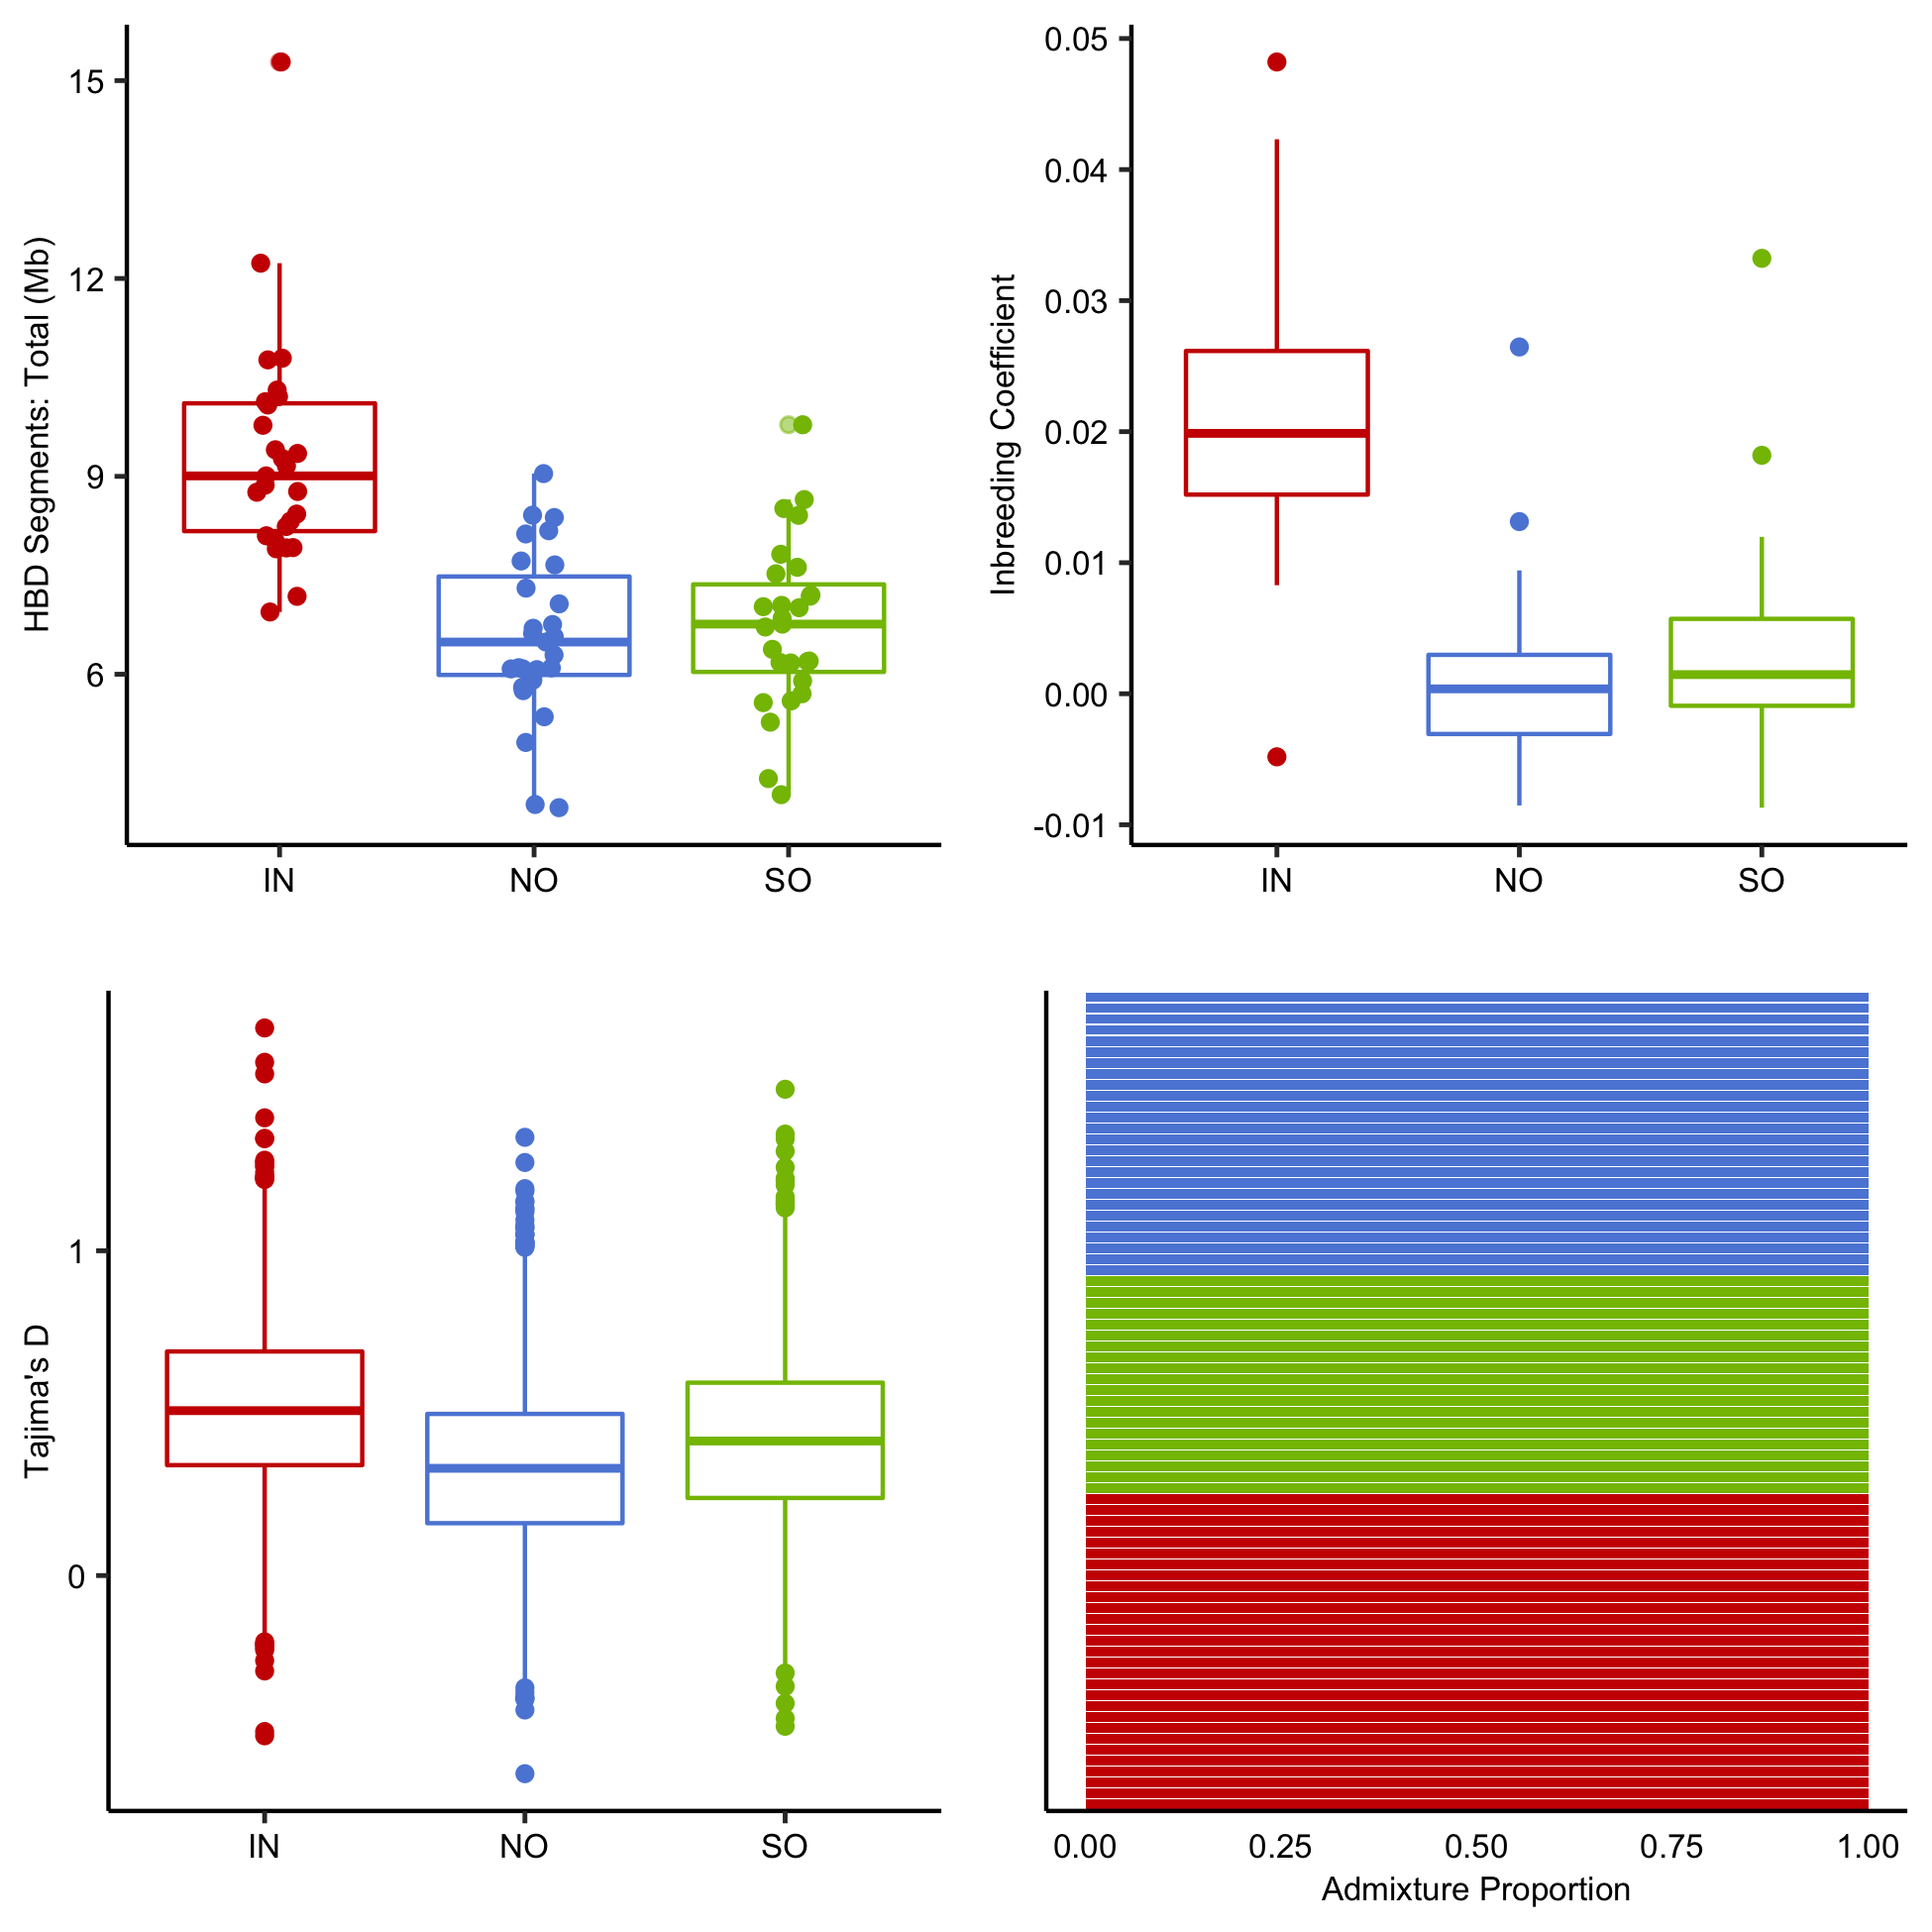 HBD Segments: Total (Mb)
15
12
9
6
IN NO SO
Inbreeding Coefficient
0.05
0.04
0.03
0.02
0.01
0.00
-0.01
IN NO SO
Tajima's D
1
0
IN NO SO
0.00 0.25 0.50 0.75 1.00
Admixture Proportion